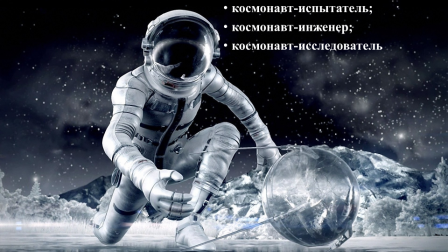 • космонавт-испытатель;
• космонавт-инженер;
• космонавт-исследователь